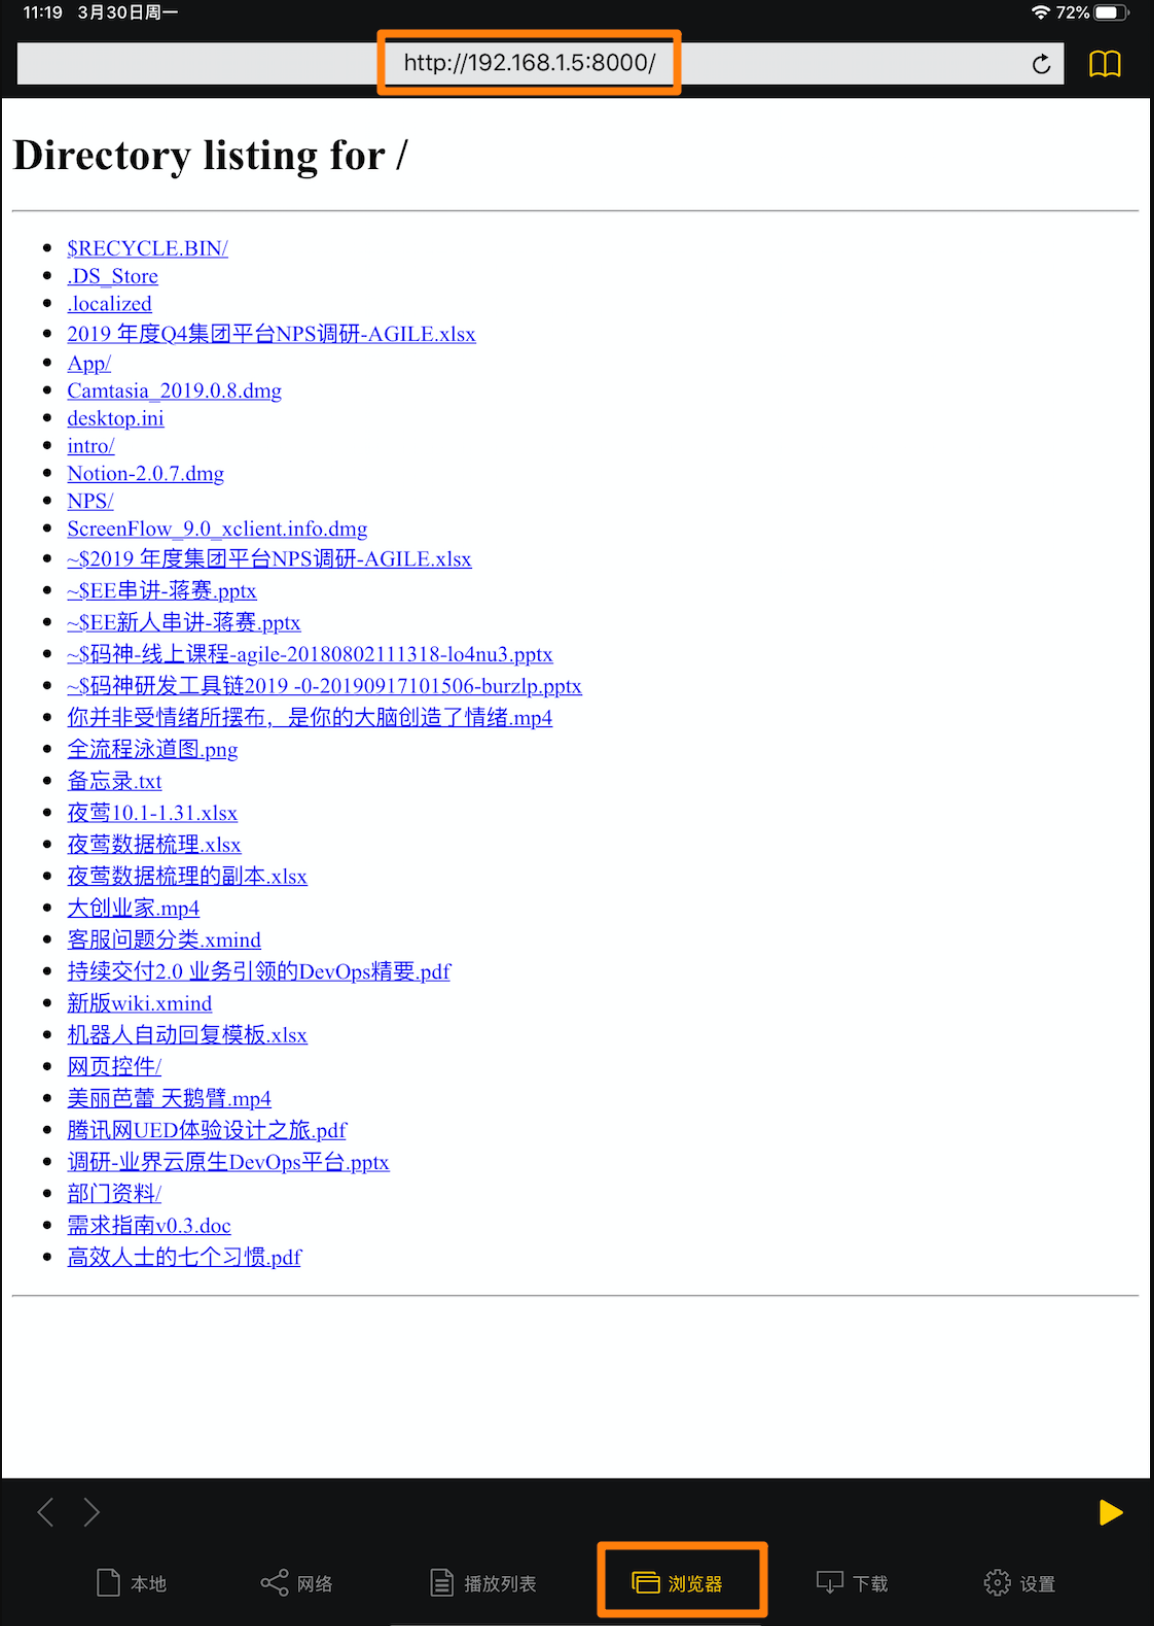 11:19 3月30日周一 72%
http://192.168.1.5:8000/
Directory listing for /
$RECYCLE.BIN/
.DS_Store
.localized
2019 年度Q4集团平台NPS调研-AGILE.xlsx
App/
Camtasia_2019.0.8.dmg
desktop.ini
intro/
Notion-2.0.7.dmg
NPS/
ScreenFlow_9.0_xclient.info.dmg
~$2019 年度集团平台NPS调研-AGILE.xlsx
~$EE串讲-蒋赛.pptx
~$EE新人串讲-蒋赛.pptx
~$码神-线上课程-agile-20180802111318-lo4nu3.pptx
~$码神研发工具链2019 -0-20190917101506-burzlp.pptx
你并非受情绪所摆布，是你的大脑创造了情绪.mp4
全流程泳道图.png
备忘录.txt
夜莺10.1-1.31.xlsx
夜莺数据梳理.xlsx
夜莺数据梳理的副本.xlsx
大创业家.mp4
客服问题分类.xmind
持续交付2.0 业务引领的DevOps精要.pdf
新版wiki.xmind
机器人自动回复模板.xlsx
网页控件/
美丽芭蕾 天鹅臂.mp4
腾讯网UED体验设计之旅.pdf
调研-业界云原生DevOps平台.pptx
部门资料/
需求指南v0.3.doc
高效人士的七个习惯.pdf
本地 网络 播放列表 浏览器 下载 设置